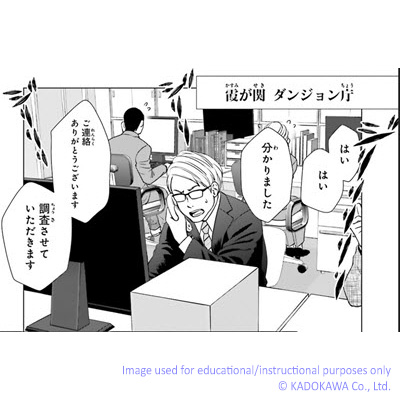 霞が関 ダンジョン庁
はい
はい
分かりました
ご連絡
ありがとうございます
調査させて
いただきます
Image used for educational/instructional purposes only
© KADOKAWA Co., Ltd.